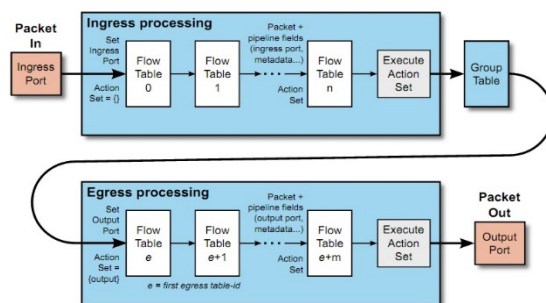 Ingress processing
Packet
In
Ingress
Port
Set
Ingress
Port
Action
Set = {}
Flow
Table
0
Flow
Table
1
Packet +
pipeline fields
(ingress port,
metadata...)
Action
Set
Flow
Table
n
Execute
Action
Set
Group
Table
Egress processing
Set
Output
Port
Action
Set =
{output}
Flow
Table
e
Flow
Table
e+1
e = first egress table-id
Packet +
pipeline fields
(output port,
metadata...)
Action
Set
Flow
Table
e+m
Execute
Action
Set
Packet
Out
Output
Port